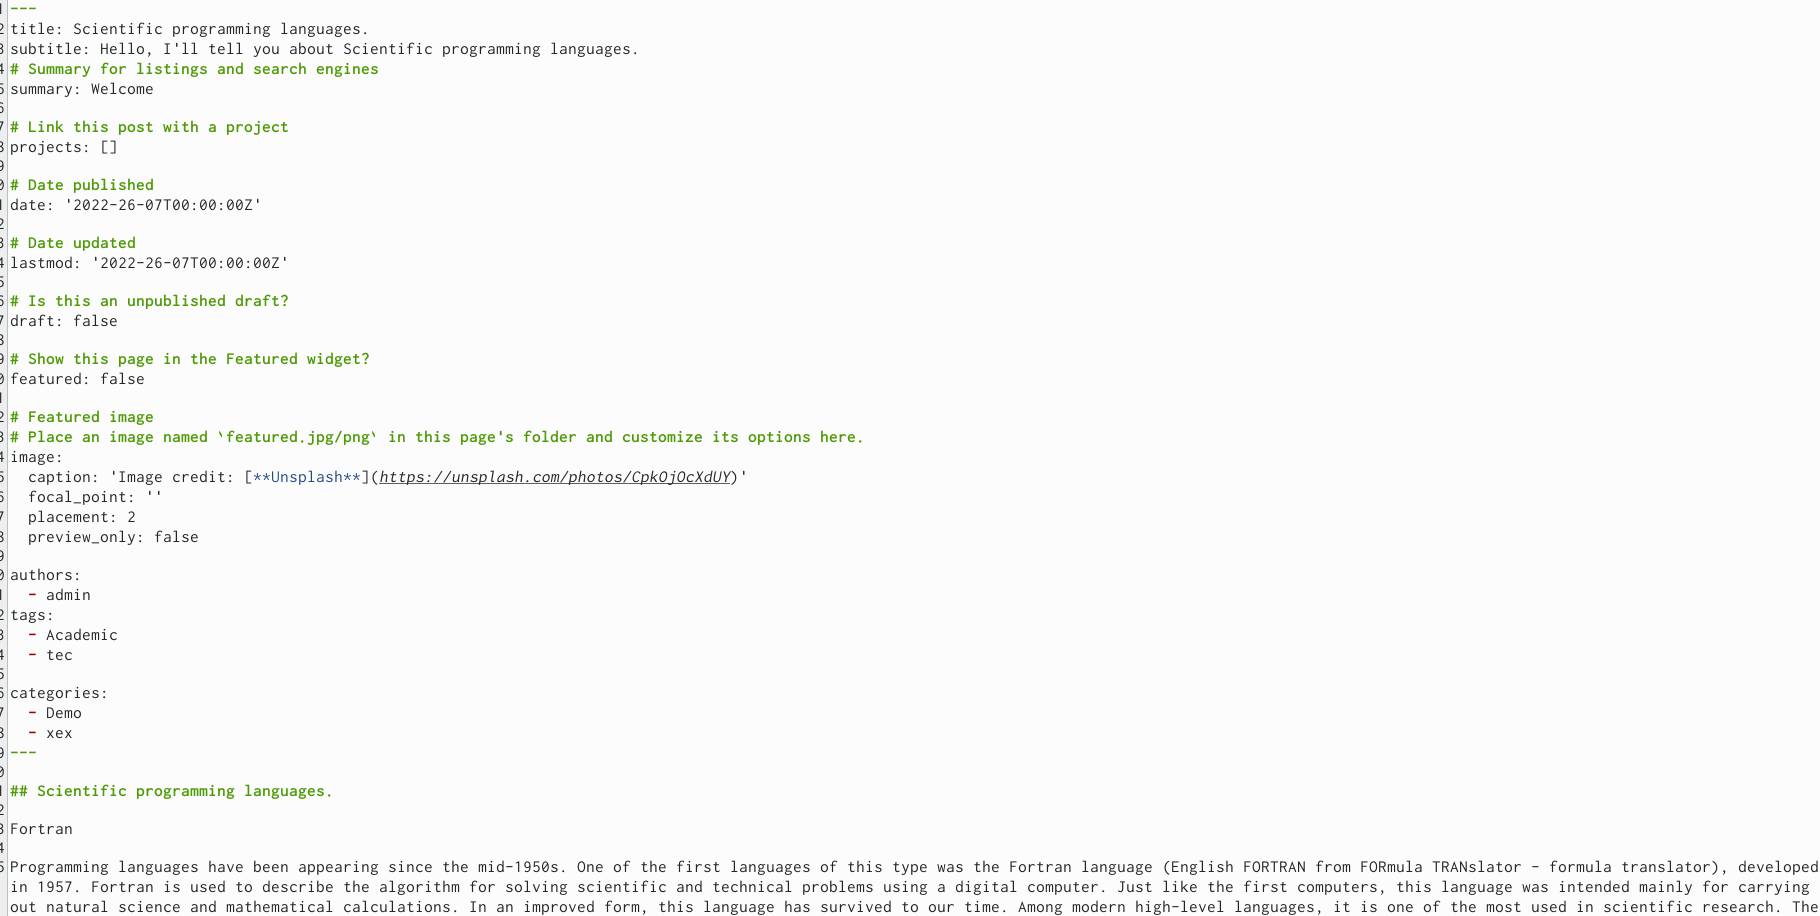 ---
title: Scientific programming languages.
subtitle: Hello, I'll tell you about Scientific programming languages.
# Summary for listings and search engines
summary: Welcome
# Link this post with a project
projects: []
# Date published
date: '2022-26-07T00:00:00Z'
# Date updated
lastmod: '2022-26-07T00:00:00Z'
# Is this an unpublished draft?
draft: false
# Show this page in the Featured widget?
featured: false
# Featured image
# Place an image named `featured.jpg/png` in this page's folder and customize its options here.
image:
  caption: 'Image credit: [**Unsplash**](https://unsplash.com/photos/CpkOjOcXdUY)'
  focal_point: ''
  placement: 2
  preview_only: false
authors:
  - admin
tags:
  - Academic
  - tec
categories:
  - Demo
  - xex
---
## Scientific programming languages.
Fortran
Programming languages have been appearing since the mid-1950s. One of the first languages of this type was the Fortran language (English FORTRAN from FORmula TRANslator - formula translator), developed
in 1957. Fortran is used to describe the algorithm for solving scientific and technical problems using a digital computer. Just like the first computers, this language was intended mainly for carrying
out natural science and mathematical calculations. In an improved form, this language has survived to our time. Among modern high-level languages, it is one of the most used in scientific research. The